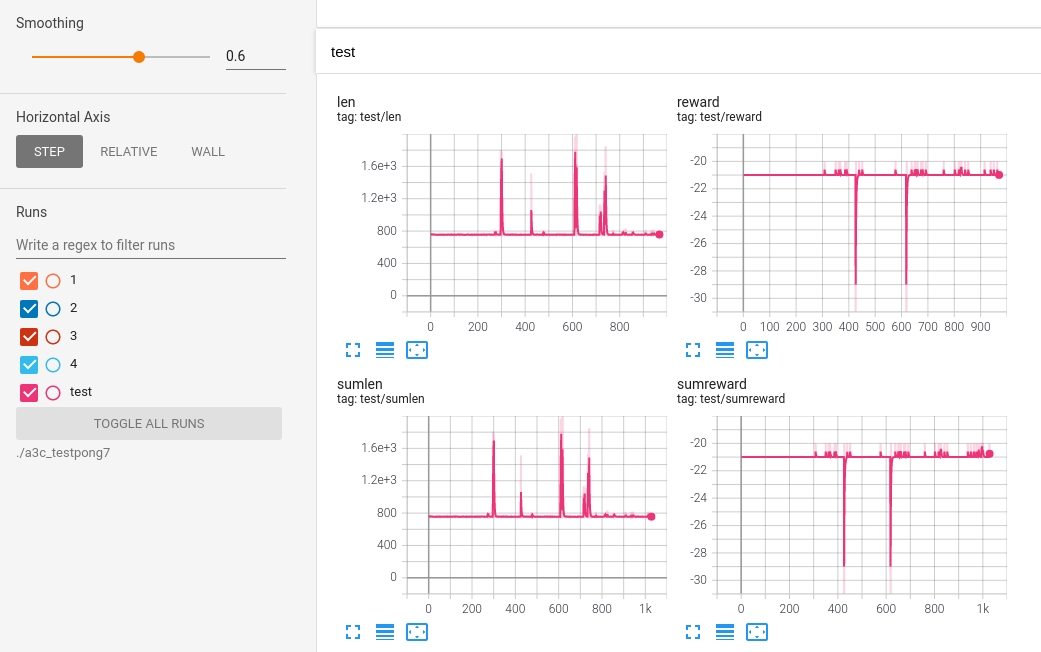 Smoothing
0.6
Horizontal Axis
STEP RELATIVE WALL
Runs
Write a regex to filter runs
1
2
3
4
test
TOGGLE ALL RUNS
./a3c_testpong7
test
len
tag: test/len
1.6e+3
1.2e+3
800
400
0
0 200 400 600 800
reward
tag: test/reward
-20
-22
-24
-26
-28
-30
0 100 200 300 400 500 600 700 800 900
sumlen
tag: test/sumlen
1.6e+3
1.2e+3
800
400
0
0 200 400 600 800 1k
sumreward
tag: test/sumreward
-20
-22
-24
-26
-28
-30
0 200 400 600 800 1k